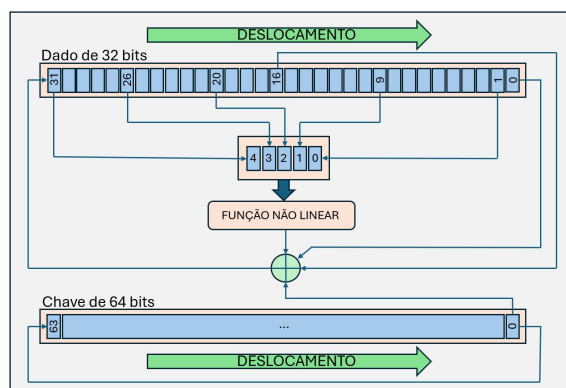 DESLOCAMENTO
Dado de 32 bits
31 26 20 16 9 1 0
4 3 2 1 0
FUNÇÃO NÃO LINEAR
Chave de 64 bits
63 ... 0
DESLOCAMENTO